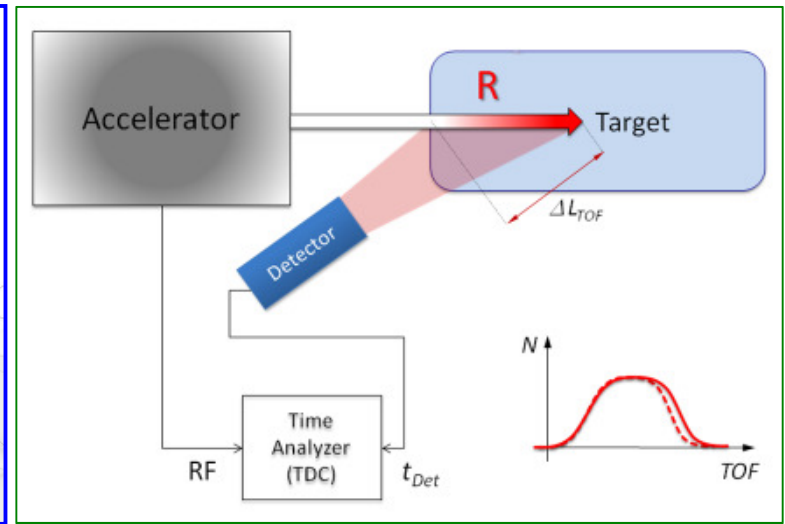 Accelerator
R
Target
ΔL_TOF
Detector
N
Time
Analyzer
(TDC)
RF
t_Det
TOF